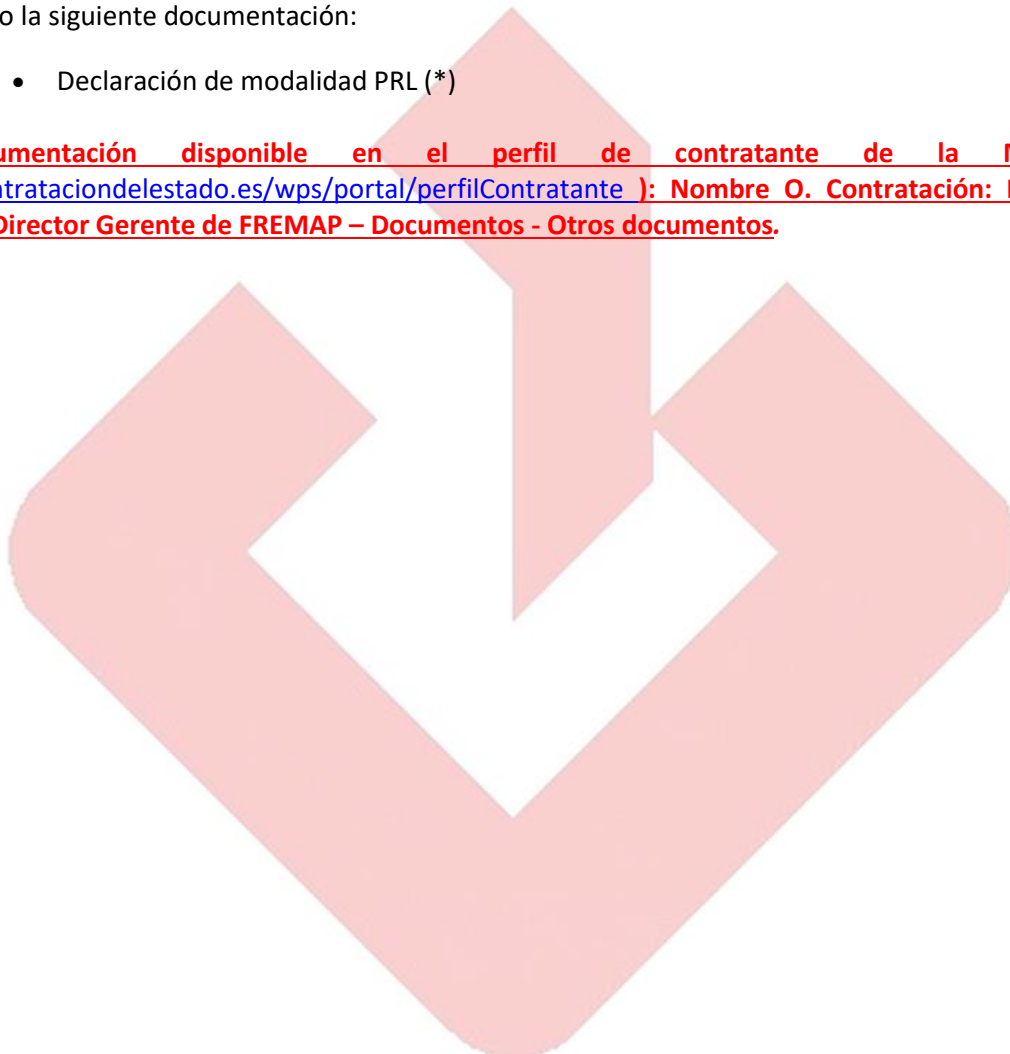 o la siguiente documentación:
• Declaración de modalidad PRL (*)
umentación disponible en el perfil de contratante de la
ntrataciondelestado.es/wps/portal/perfilContratante ): Nombre O. Contratación:
Director Gerente de FREMAP – Documentos - Otros documentos.